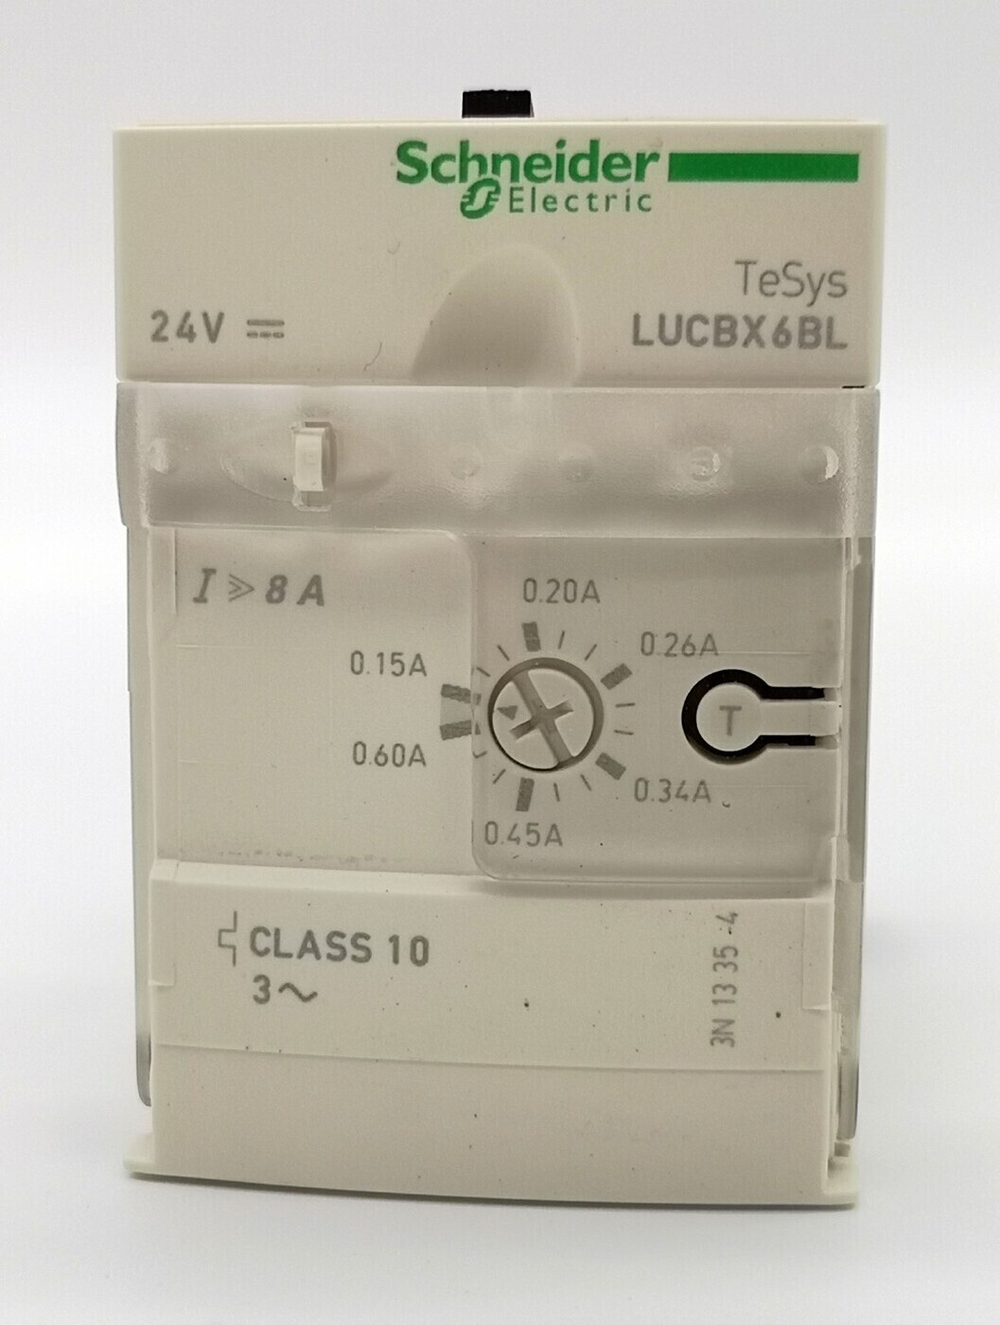 Schneider
Electric
TeSys
24V
LUCBX6BL
I ⋙ 8 A
0.20A
0.26A
0.15A
T
0.60A
0.34A
0.45A
CLASS 10
3~
3N 13 35 -4